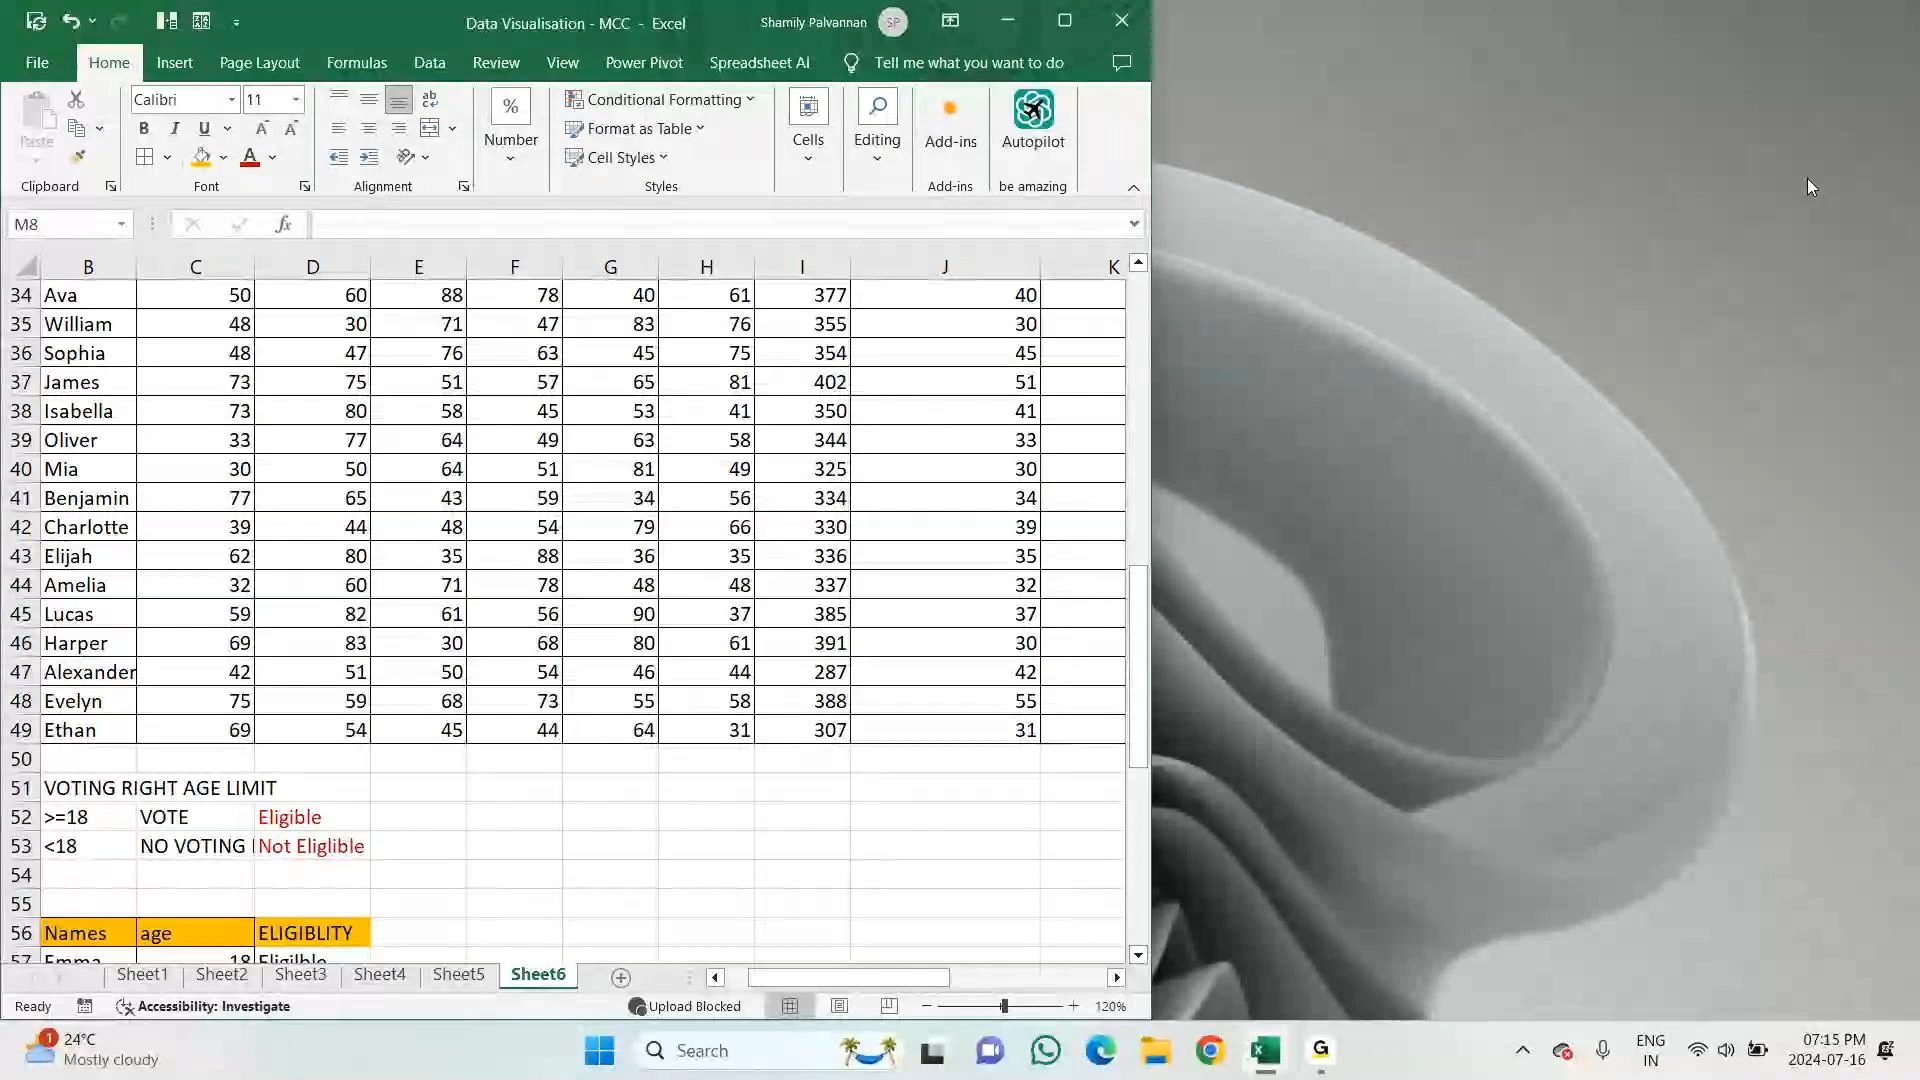 Data Visualisation - MCC - Excel
Shamily Palvannan
SP
File Home Insert Page Layout Formulas Data Review View Power Pivot Spreadsheet AI Tell me what you want to do
Calibri 11
Conditional Formatting
Paste
B I U A A
Format as Table
Number Cells Editing Add-ins Autopilot
A
Cell Styles
Clipboard Font Alignment Styles Add-ins be amazing
M8 fx
B C D E F G H I J K
34 Ava 50 60 88 78 40 61 377 40
35 William 48 30 71 47 83 76 355 30
36 Sophia 48 47 76 63 45 75 354 45
37 James 73 75 51 57 65 81 402 51
38 Isabella 73 80 58 45 53 41 350 41
39 Oliver 33 77 64 49 63 58 344 33
40 Mia 30 50 64 51 81 49 325 30
41 Benjamin 77 65 43 59 34 56 334 34
42 Charlotte 39 44 48 54 79 66 330 39
43 Elijah 62 80 35 88 36 35 336 35
44 Amelia 32 60 71 78 48 48 337 32
45 Lucas 59 82 61 56 90 37 385 37
46 Harper 69 83 30 68 80 61 391 30
47 Alexander 42 51 50 54 46 44 287 42
48 Evelyn 75 59 68 73 55 58 388 55
49 Ethan 69 54 45 44 64 31 307 31
50
51 VOTING RIGHT AGE LIMIT
52 >=18 VOTE Eligible
53 <18 NO VOTING Not Eliglible
54
55
56 Names age ELIGIBLITY
57 Emma 18 Eligilble
Sheet1 Sheet2 Sheet3 Sheet4 Sheet5 Sheet6
Ready Accessibility: Investigate Upload Blocked 120%
1 24°C
Mostly cloudy
Search
ENG
IN
07:15 PM
2024-07-16